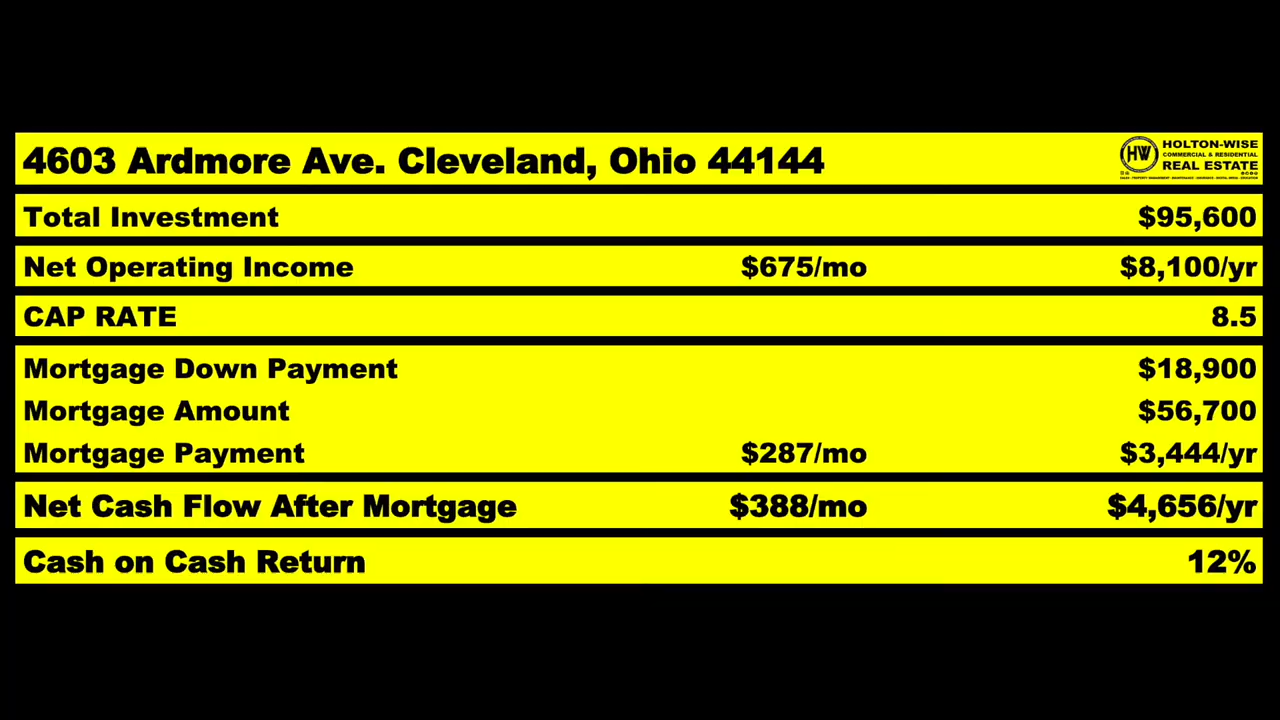 4603 Ardmore Ave. Cleveland, Ohio 44144
HW
HOLTON-WISE
COMMERCIAL & RESIDENTIAL
REAL ESTATE
Total Investment $95,600
Net Operating Income $675/mo $8,100/yr
CAP RATE 8.5
Mortgage Down Payment $18,900
Mortgage Amount $56,700
Mortgage Payment $287/mo $3,444/yr
Net Cash Flow After Mortgage $388/mo $4,656/yr
Cash on Cash Return 12%